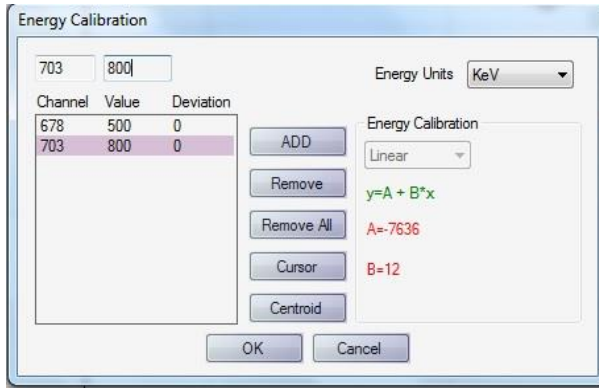 Energy Calibration
703 800
Energy Units KeV
Channel Value Deviation
678 500 0
703 800 0
ADD
Remove
Remove All
Cursor
Centroid
Energy Calibration
Linear
y=A + B*x
A=-7636
B=12
OK Cancel